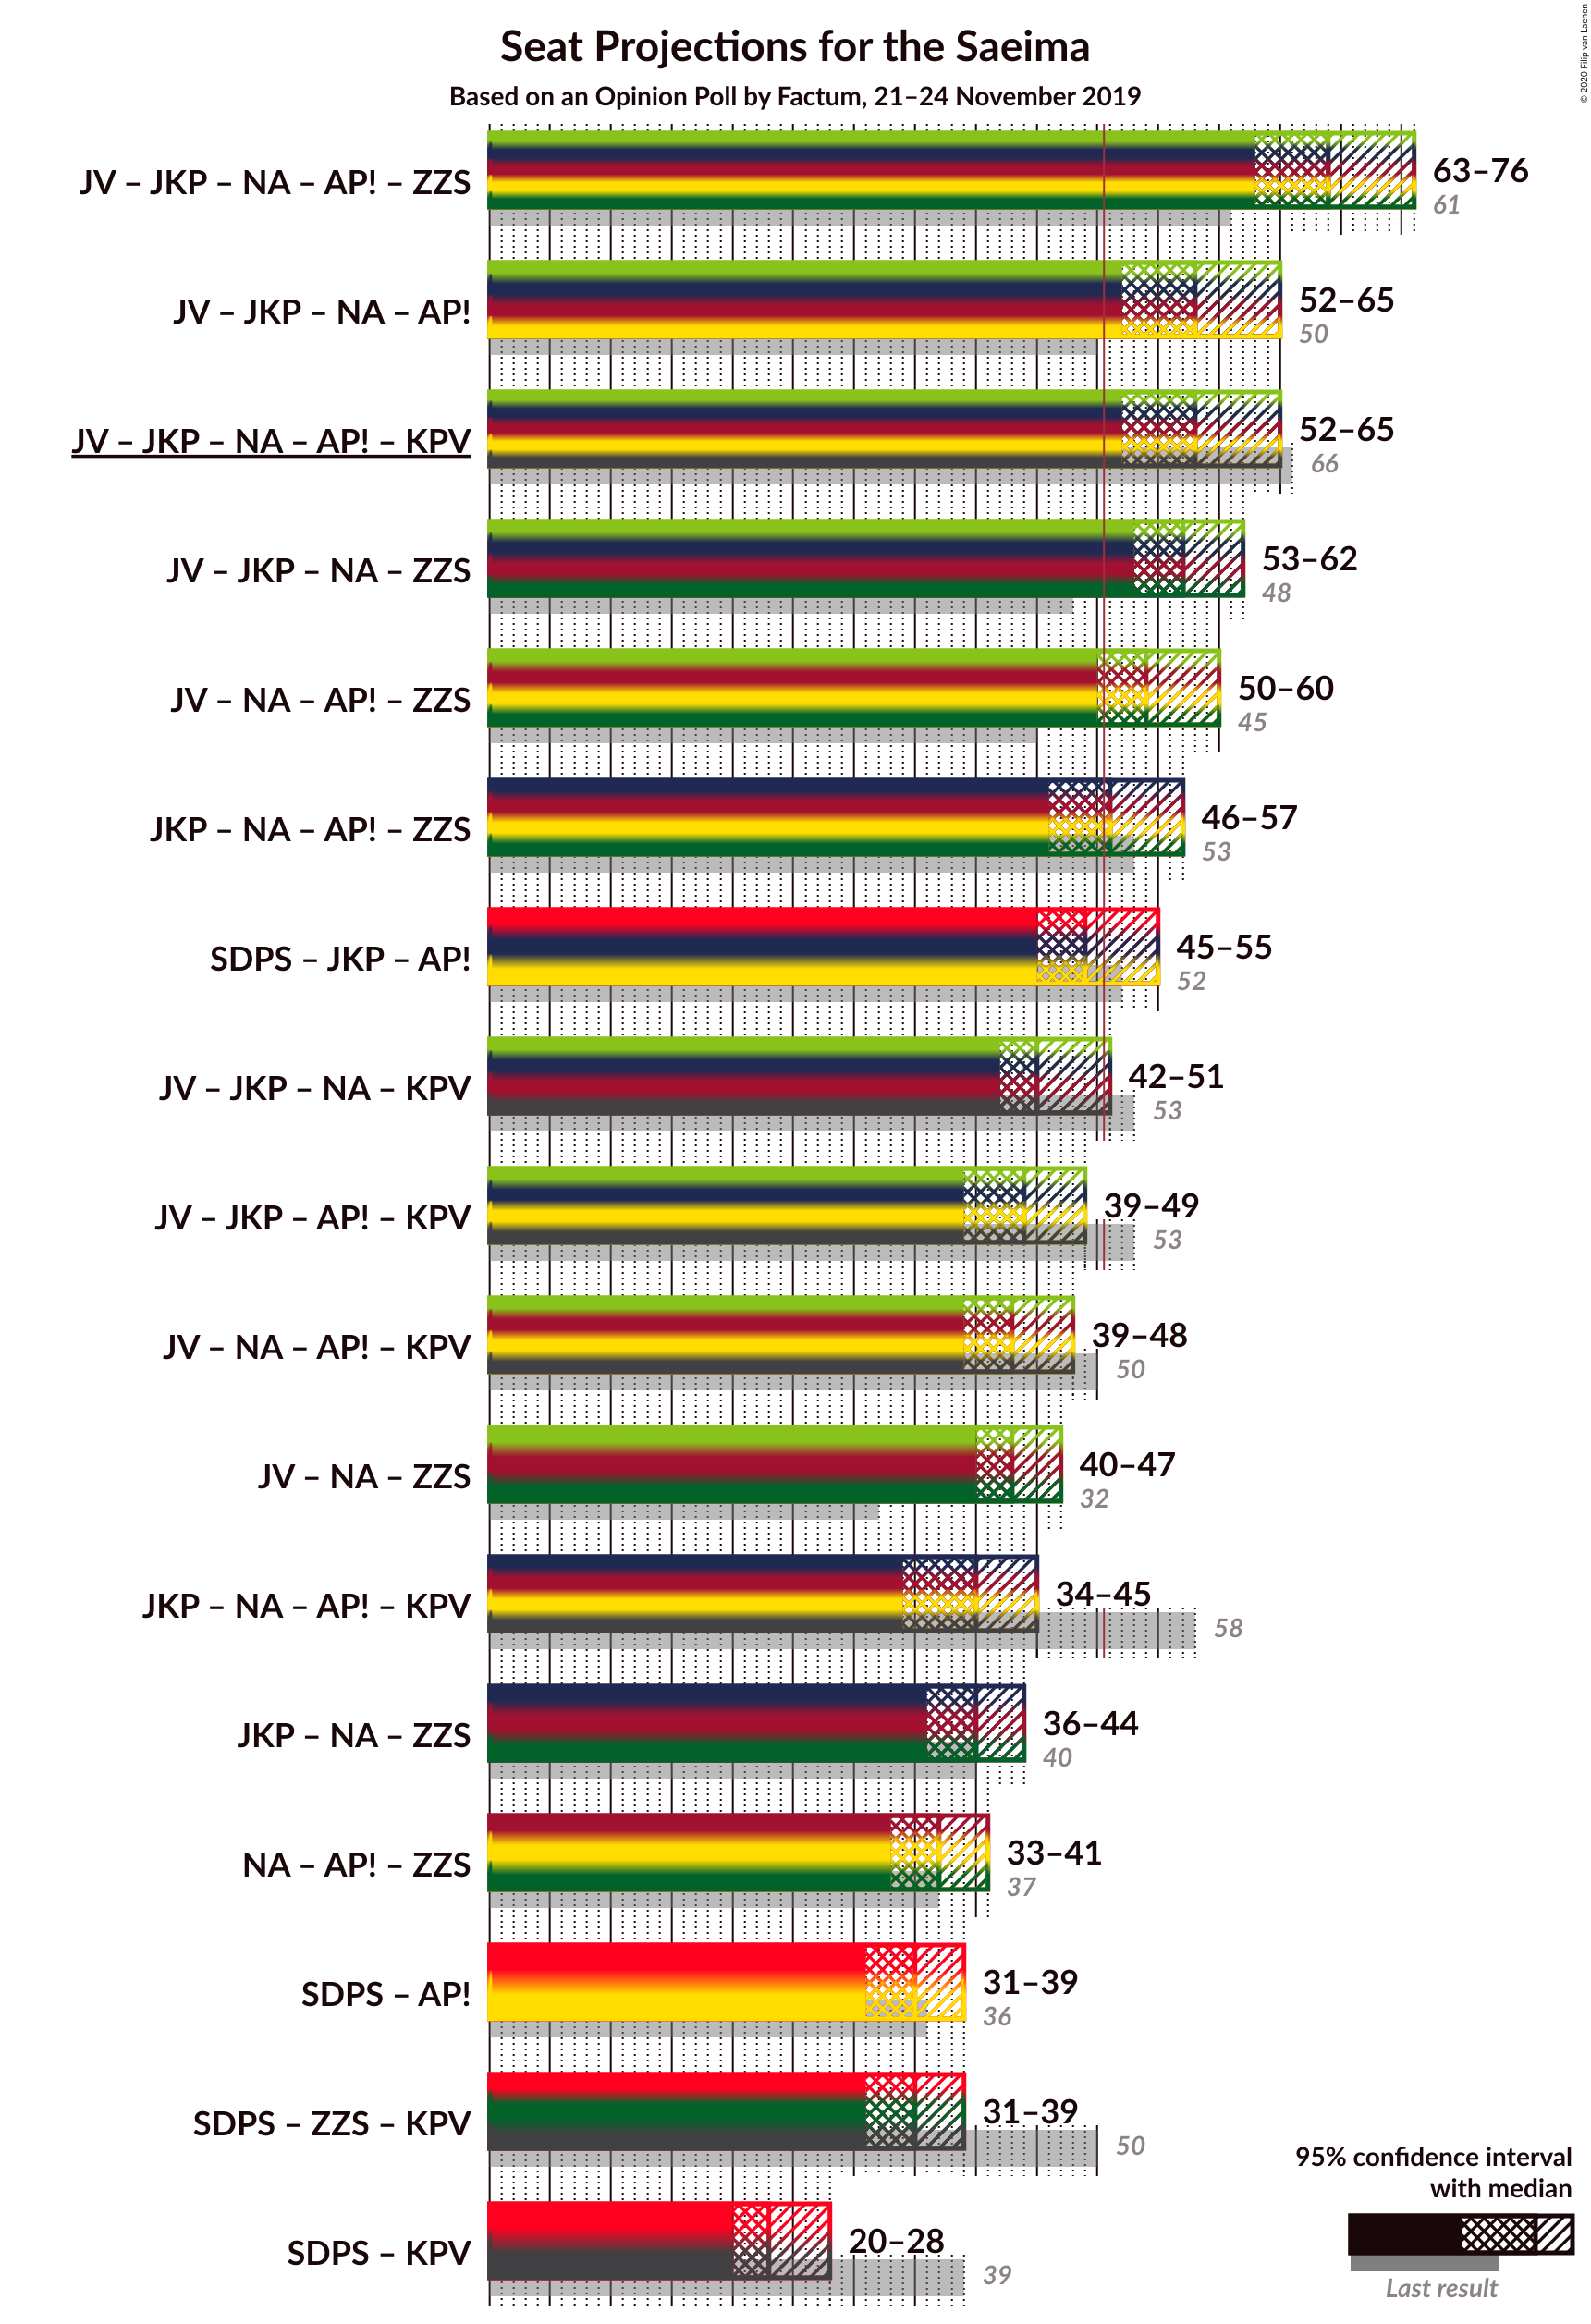 Seat Projections for the Saeima
Based on an Opinion Poll by Factum, 21–24 November 2019
© 2020 Filip van Laenen
JV – JKP – NA – AP! – ZZS
63–76
61
JV – JKP – NA – AP!
52–65
50
JV – JKP – NA – AP! – KPV
52–65
66
JV – JKP – NA – ZZS
53–62
48
JV – NA – AP! – ZZS
50–60
45
JKP – NA – AP! – ZZS
46–57
53
SDPS – JKP – AP!
45–55
52
JV – JKP – NA – KPV
42–51
53
JV – JKP – AP! – KPV
39–49
53
JV – NA – AP! – KPV
39–48
50
JV – NA – ZZS
40–47
32
JKP – NA – AP! – KPV
34–45
58
JKP – NA – ZZS
36–44
40
NA – AP! – ZZS
33–41
37
SDPS – AP!
31–39
36
SDPS – ZZS – KPV
31–39
50
SDPS – KPV
20–28
39
95% confidence interval
with median
Last result